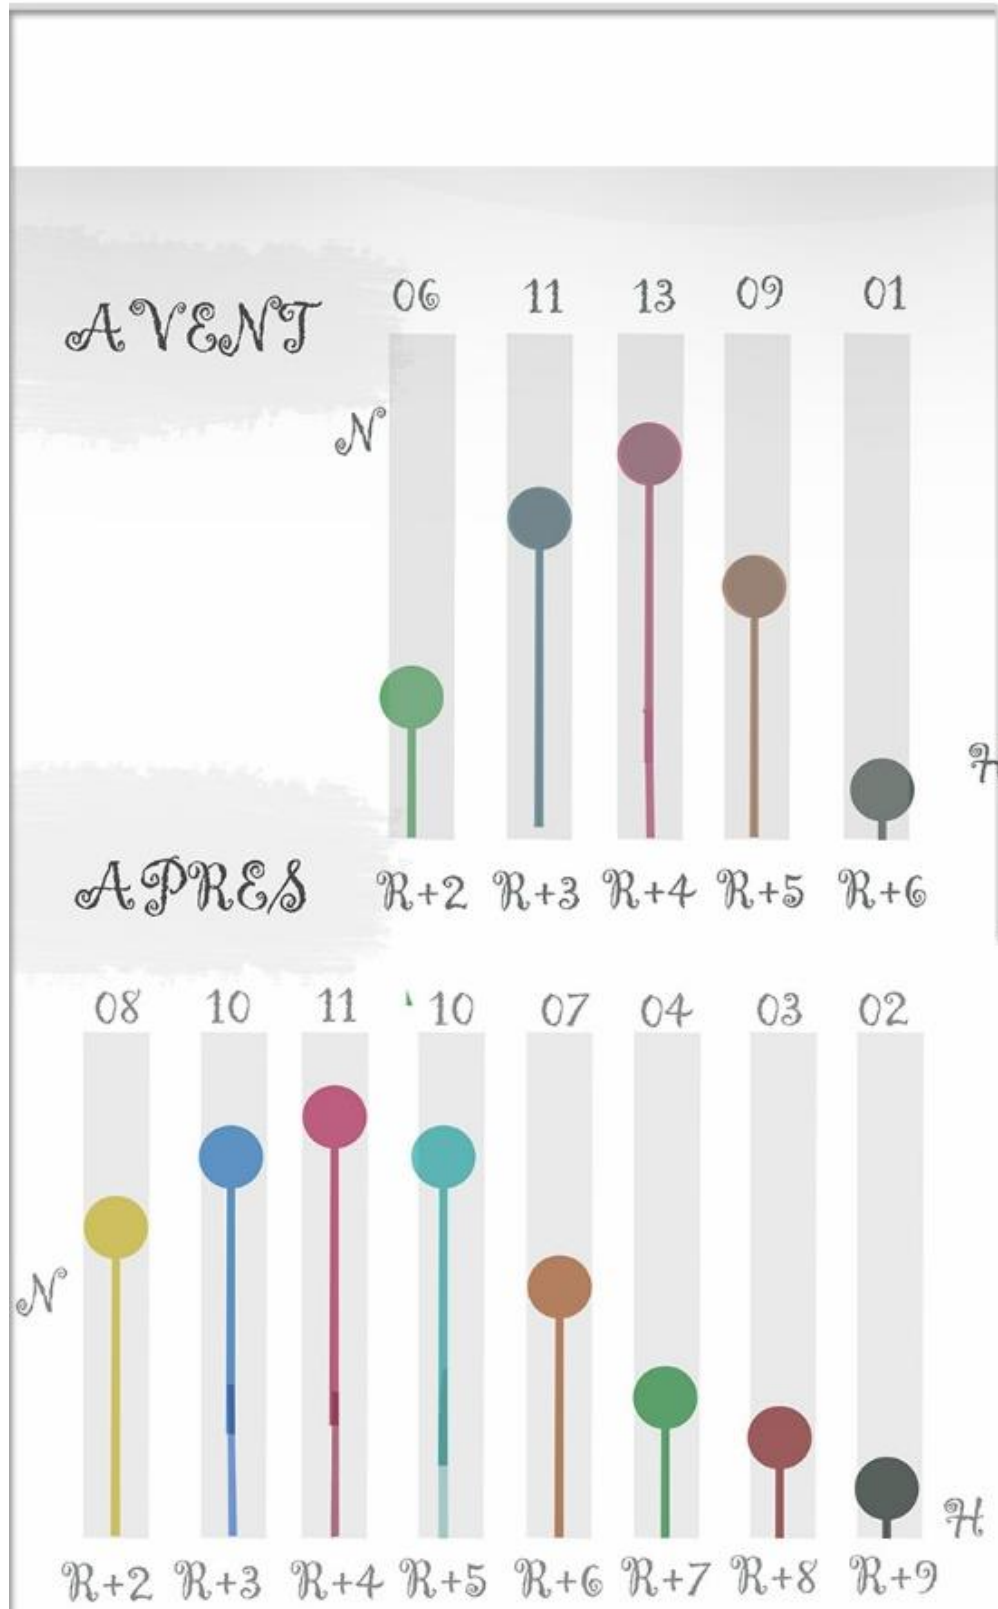 AVENT
06 11 13 09 01
N
H
R+2 R+3 R+4 R+5 R+6
APRES
08 10 11 10 07 04 03 02
N
H
R+2 R+3 R+4 R+5 R+6 R+7 R+8 R+9